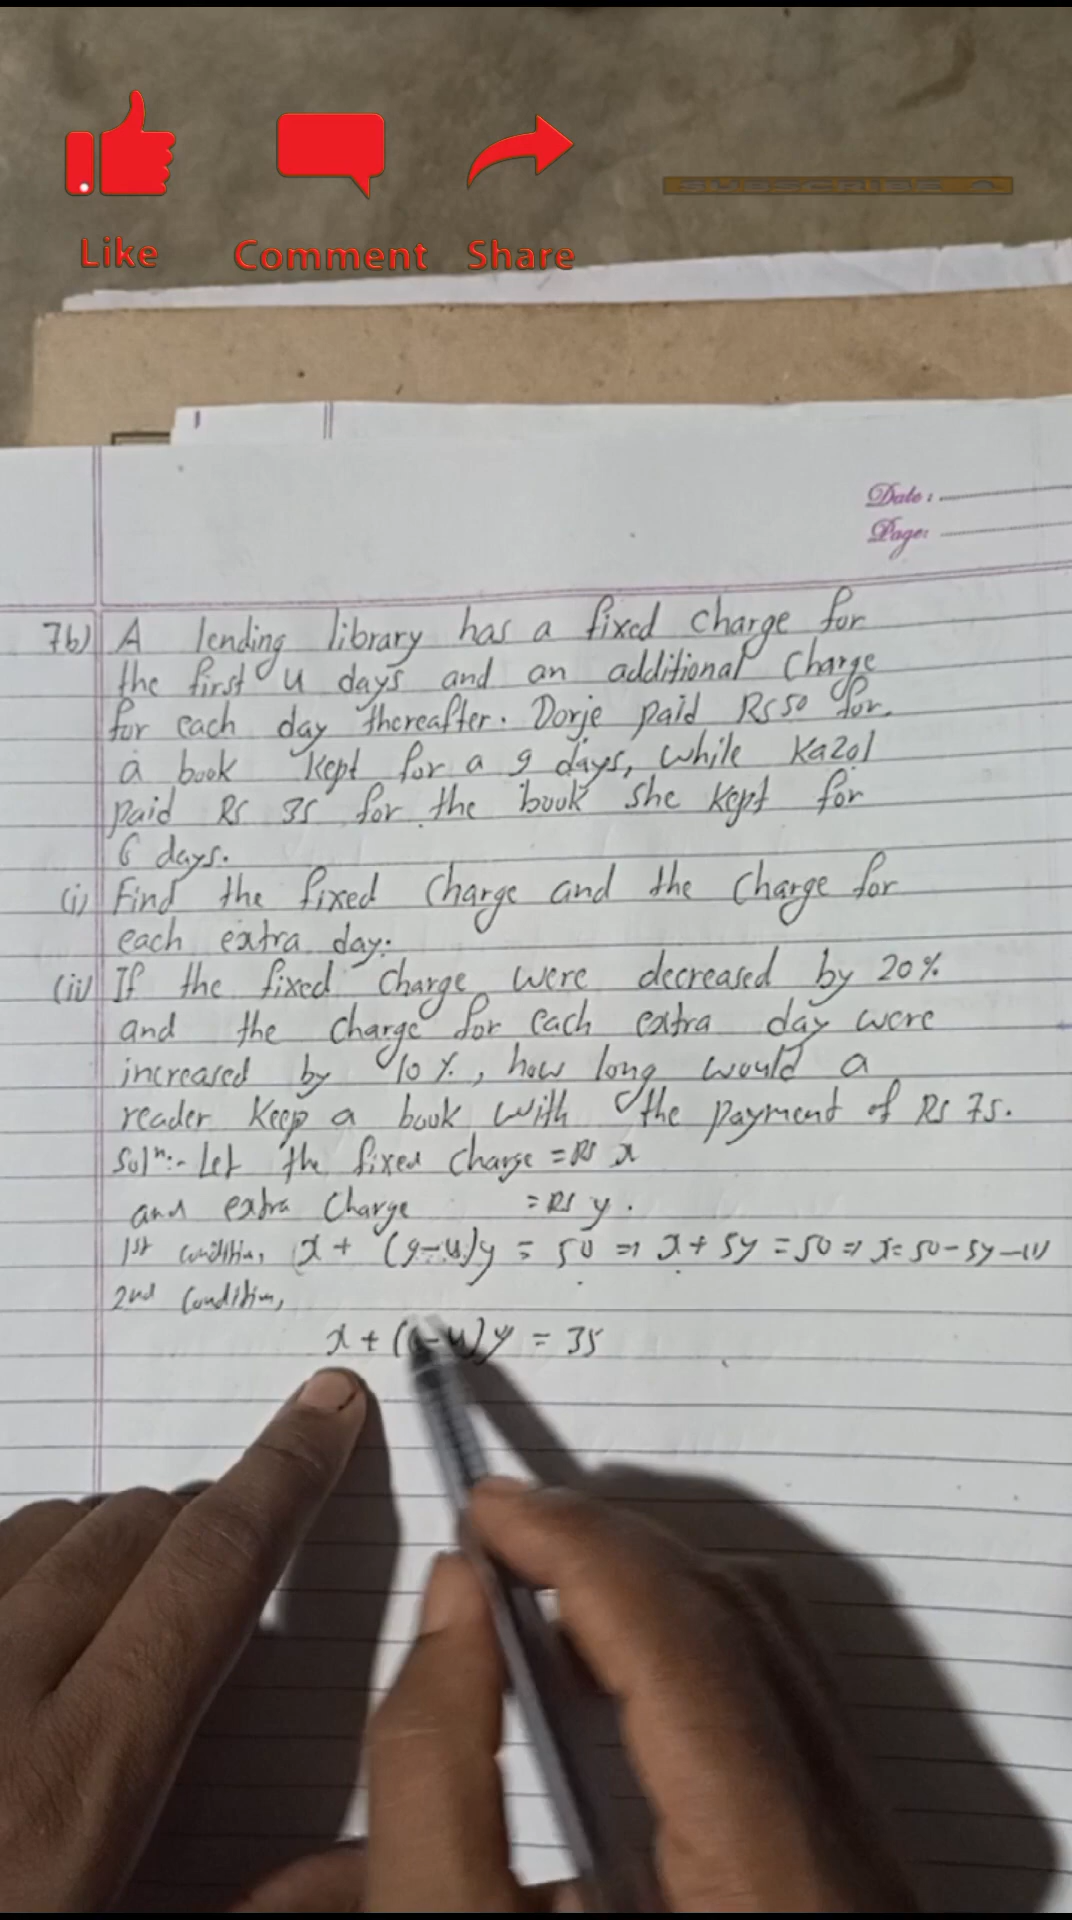 Like Comment Share
SUBSCRIBE
Date:
Page:
7b) A lending library has a fixed charge for
the first 4 days and an additional charge
for each day thereafter. Dorje paid Rs 50 for
a book kept for a 9 days, while Kazol
paid Rs 35 for the book she kept for
6 days.
(i) Find the fixed charge and the charge for
each extra day.
(ii) If the fixed charge were decreased by 20%
and the charge for each extra day were
increased by 10%, how long would a
reader keep a book with the payment of Rs 75.
Soln:- Let the fixed charge = Rs x
and extra charge = Rs y.
1st condition, x + (9-4)y = 50 => x + 5y = 50 => x = 50 - 5y -(i)
2nd condition,
x + (6-4)y = 35